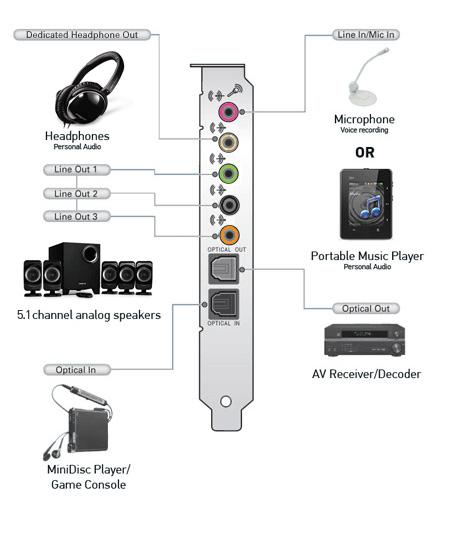 Dedicated Headphone Out
Line In/Mic In
Headphones
Personal Audio
Microphone
Voice recording
OR
Line Out 1
Line Out 2
Line Out 3
Portable Music Player
Personal Audio
OPTICAL OUT
OPTICAL IN
5.1 channel analog speakers
Optical Out
AV Receiver/Decoder
Optical In
MiniDisc Player/
Game Console